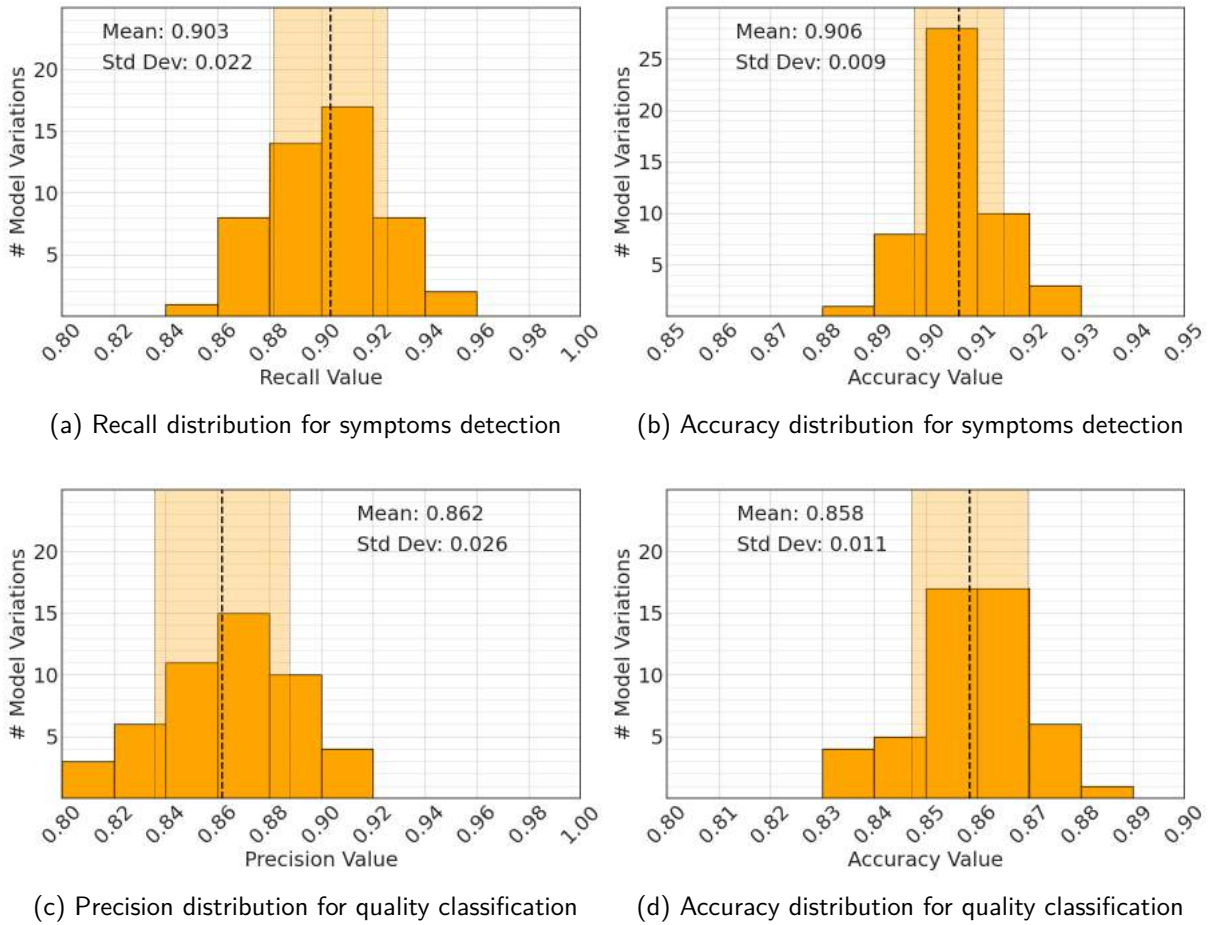 Mean: 0.903
Std Dev: 0.022
# Model Variations
20
15
10
5
0.80 0.82 0.84 0.86 0.88 0.90 0.92 0.94 0.96 0.98 1.00
Recall Value
(a) Recall distribution for symptoms detection
Mean: 0.906
Std Dev: 0.009
# Model Variations
25
20
15
10
5
0.85 0.86 0.87 0.88 0.89 0.90 0.91 0.92 0.93 0.94 0.95
Accuracy Value
(b) Accuracy distribution for symptoms detection
Mean: 0.862
Std Dev: 0.026
# Model Variations
20
15
10
5
0.80 0.82 0.84 0.86 0.88 0.90 0.92 0.94 0.96 0.98 1.00
Precision Value
(c) Precision distribution for quality classification
Mean: 0.858
Std Dev: 0.011
# Model Variations
20
15
10
5
0.80 0.82 0.83 0.84 0.85 0.86 0.87 0.88 0.89 0.90
Accuracy Value
(d) Accuracy distribution for quality classification